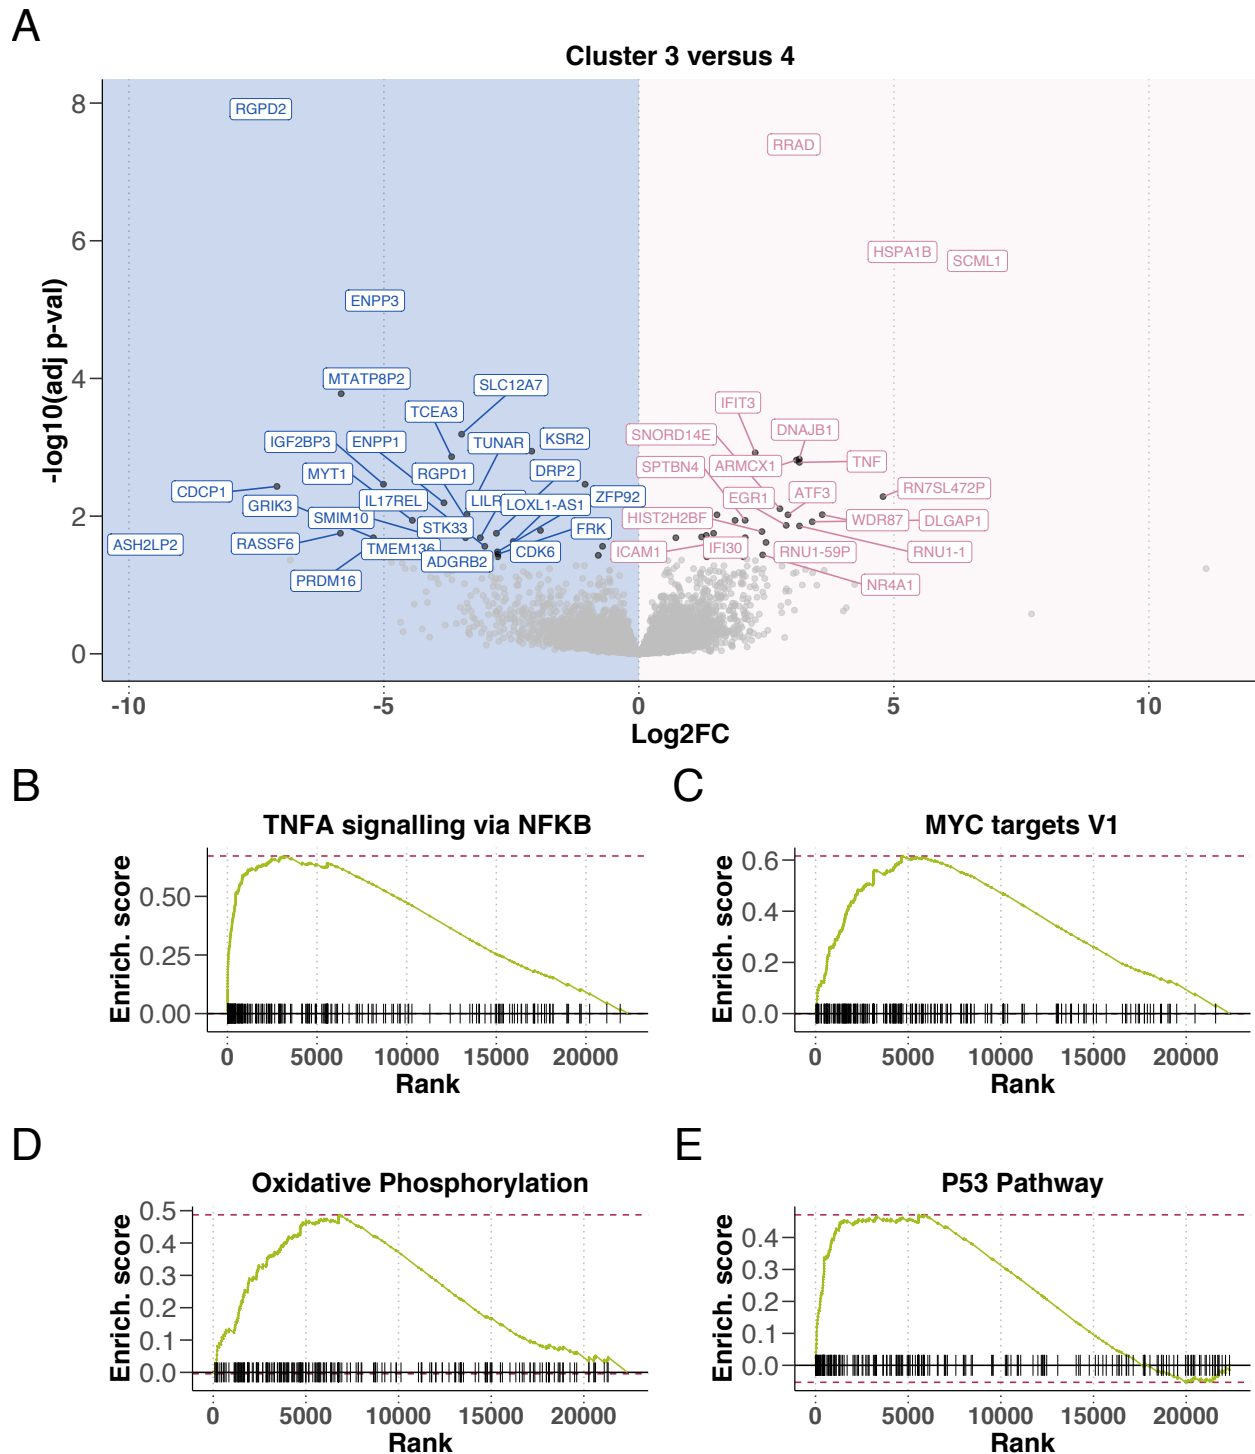 A
Cluster 3 versus 4
-log10(adj p-val)
8
6
4
2
0
RGPD2
RRAD
HSPA1B
SCML1
ENPP3
MTATP8P2
SLC12A7
TCEA3
IFIT3
IGF2BP3
ENPP1
TUNAR
KSR2
SNORD14E
DNAJB1
MYT1
RGPD1
DRP2
SPTBN4
ARMCX1
TNF
CDCP1
GRIK3
IL17REL
LILR
LOXL1-AS1
ZFP92
EGR1
ATF3
RN7SL472P
SMIM10
STK33
FRK
HIST2H2BF
WDR87
DLGAP1
ASH2LP2
RASSF6
TMEM136
ADGRB2
CDK6
ICAM1
IFI30
RNU1-59P
RNU1-1
PRDM16
NR4A1
-10
-5
0
5
10
Log2FC
B
TNFA signalling via NFKB
Enrich. score
0.50
0.25
0.00
0
5000
10000
15000
20000
Rank
C
MYC targets V1
Enrich. score
0.6
0.4
0.2
0.0
0
5000
10000
15000
20000
Rank
D
Oxidative Phosphorylation
Enrich. score
0.5
0.4
0.3
0.2
0.1
0.0
0
5000
10000
15000
20000
Rank
E
P53 Pathway
Enrich. score
0.4
0.3
0.2
0.1
0.0
0
5000
10000
15000
20000
Rank